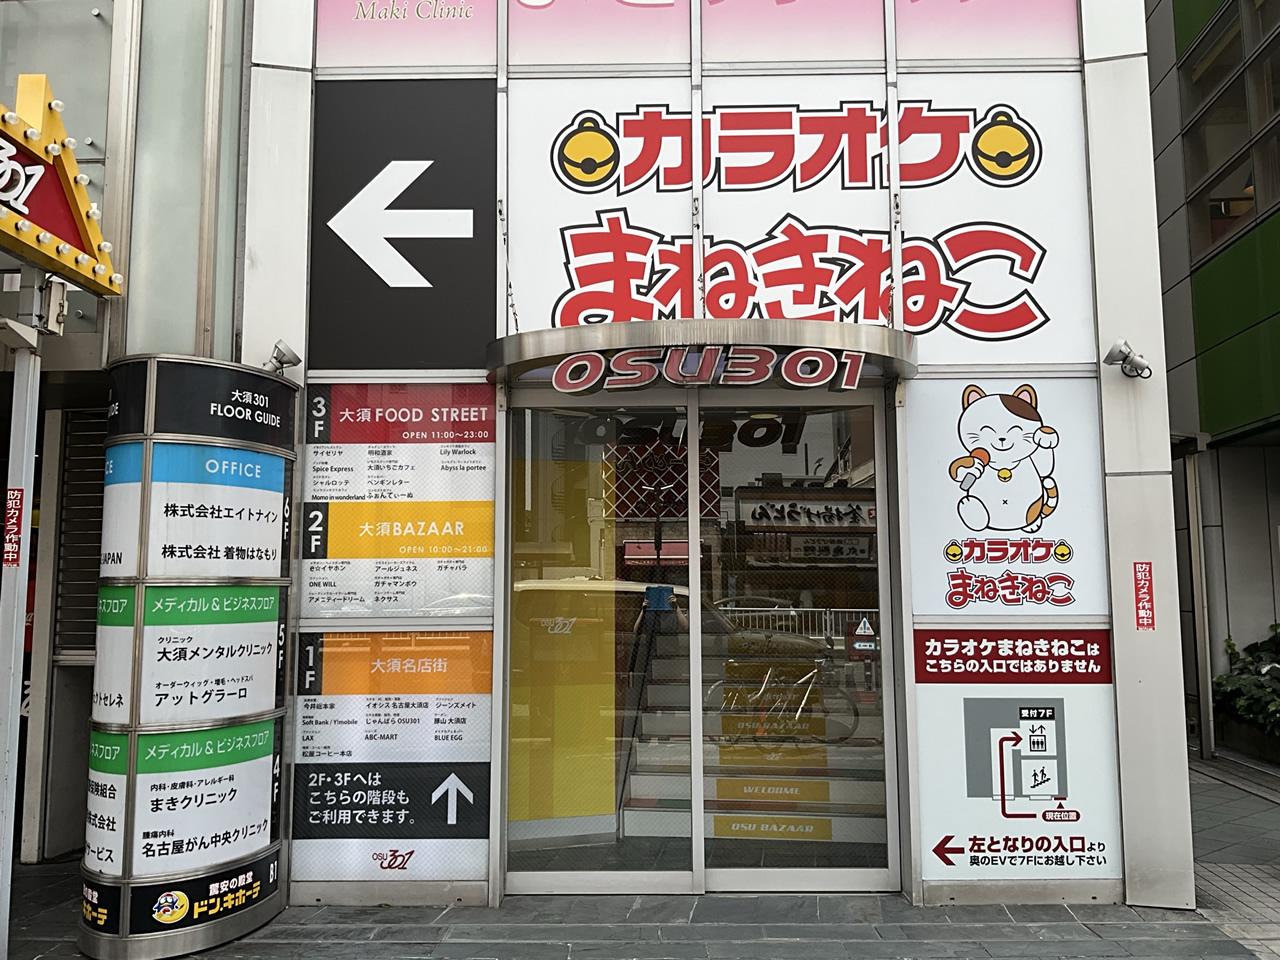 Maki Clinic
カラオケ
まねきねこ
OSU301
301
大須301
FLOOR GUIDE
OFFICE
株式会社エイトナイン
株式会社 着物はなもり
6F
JAPAN
メディカル & ビジネスフロア
クリニック
大須メンタルクリニック
オーダーウィッグ・増毛・ヘッドスパ
アットグラーロ
5F
メディカル & ビジネスフロア
内科・皮膚科・アレルギー科
まきクリニック
腫瘍内科
名古屋がん中央クリニック
4F
驚安の殿堂
ドン.キホーテ
B1
防犯カメラ作動中
3F
大須 FOOD STREET
OPEN 11:00〜23:00
サイゼリヤ
明和酒家
Lily Warlock
Spice Express
大須いちごカフェ
Abyss la portee
シャルロッテ
ペンギンレター
Momo in wonderland
ふぉんてぃーぬ
2F
大須BAZAAR
OPEN 10:00〜21:00
e☆イヤホン
アールジュネス
ガチャパラ
ONE WILL
ガチャマンボウ
アメニティードリーム
ネクサス
1F
大須名店街
今井総本家
イオシス 名古屋大須店
ジーンズメイト
Soft Bank / Y!mobile
じゃんぱら OSU301
豚山 大須店
LAX
ABC-MART
BLUE EGG
松屋コーヒー本店
2F・3Fへは
こちらの階段も
ご利用できます。
OSU301
OSU BAZAAR
WELCOME
OSU BAZAAR
カラオケ
まねきねこ
カラオケまねきねこは
こちらの入口ではありません
受付7F
現在位置
左となりの入口より
奥のEVで7Fにお越し下さい
防犯カメラ作動中